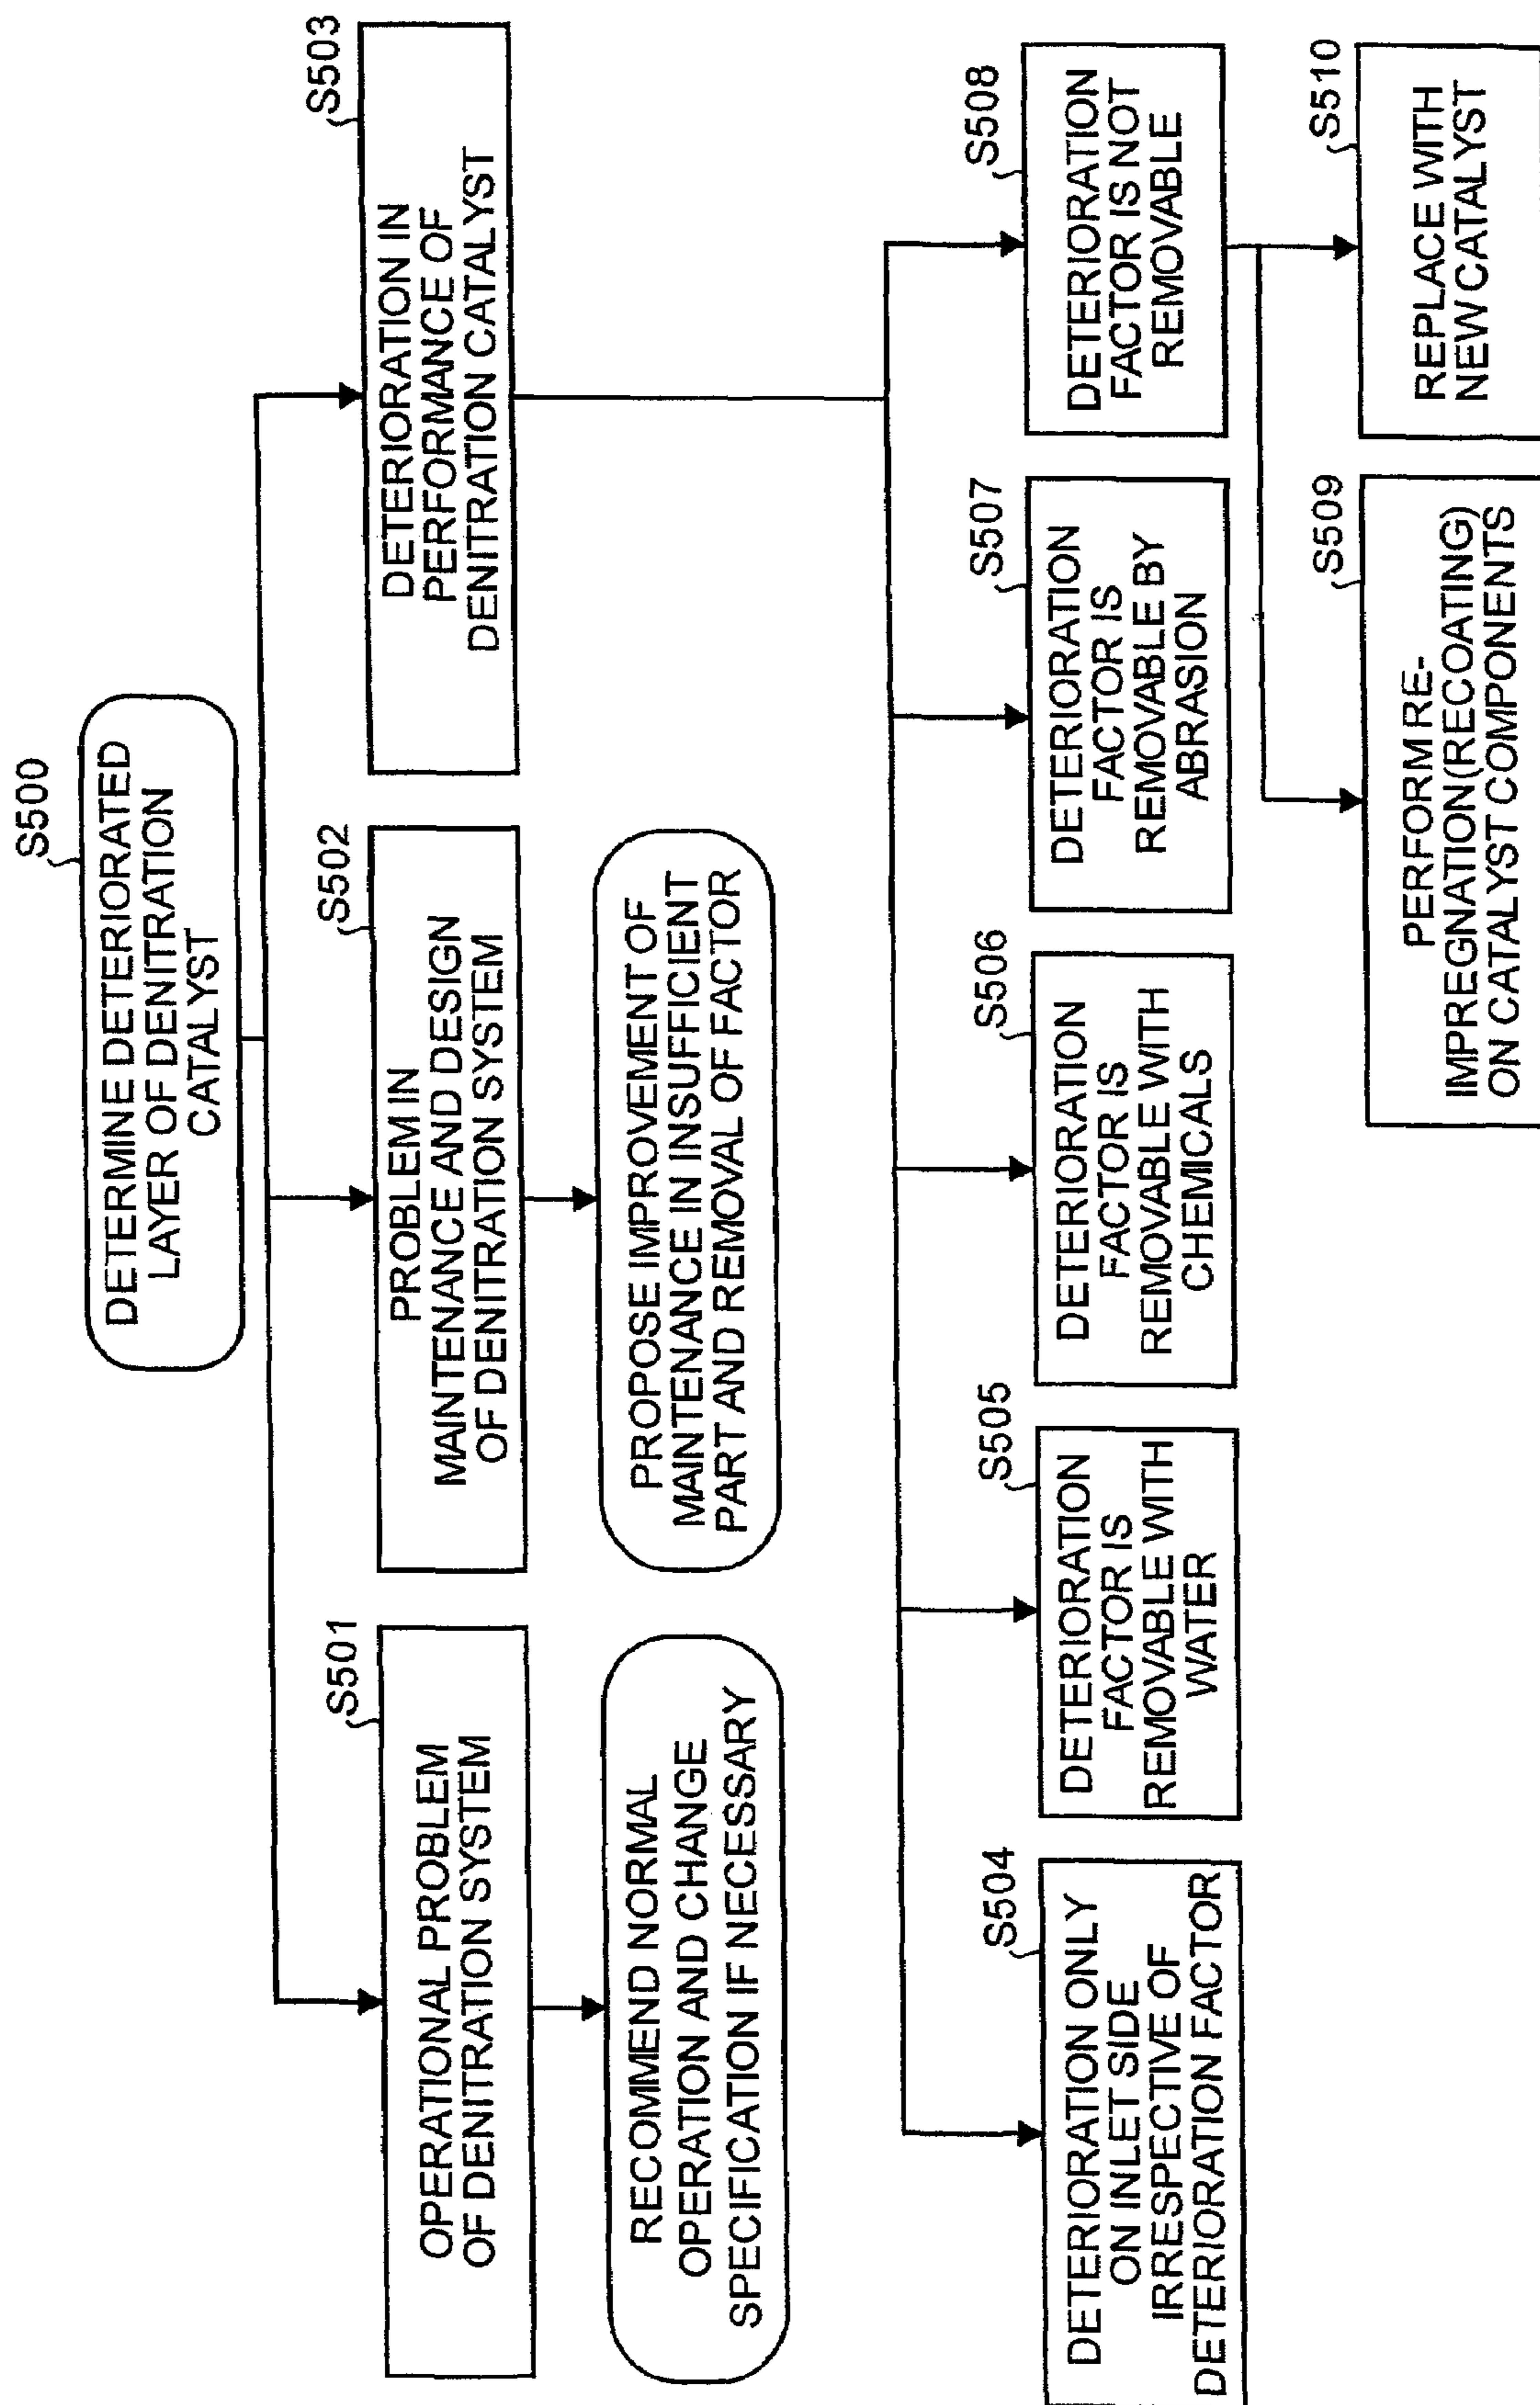 S500
DETERMINE DETERIORATED
LAYER OF DENITRATION
CATALYST
S501
OPERATIONAL PROBLEM
OF DENITRATION SYSTEM
RECOMMEND NORMAL
OPERATION AND CHANGE
SPECIFICATION IF NECESSARY
S502
PROBLEM IN
MAINTENANCE AND DESIGN
OF DENITRATION SYSTEM
PROPOSE IMPROVEMENT OF
MAINTENANCE IN INSUFFICIENT
PART AND REMOVAL OF FACTOR
S503
DETERIORATION IN
PERFORMANCE OF
DENITRATION CATALYST
S504
DETERIORATION ONLY
ON INLET SIDE
IRRESPECTIVE OF
DETERIORATION FACTOR
S505
DETERIORATION
FACTOR IS
REMOVABLE WITH
WATER
S506
DETERIORATION
FACTOR IS
REMOVABLE WITH
CHEMICALS
S507
DETERIORATION
FACTOR IS
REMOVABLE BY
ABRASION
S508
DETERIORATION
FACTOR IS NOT
REMOVABLE
S509
PERFORM RE-
IMPREGNATION(RECOATING)
ON CATALYST COMPONENTS
S510
REPLACE WITH
NEW CATALYST